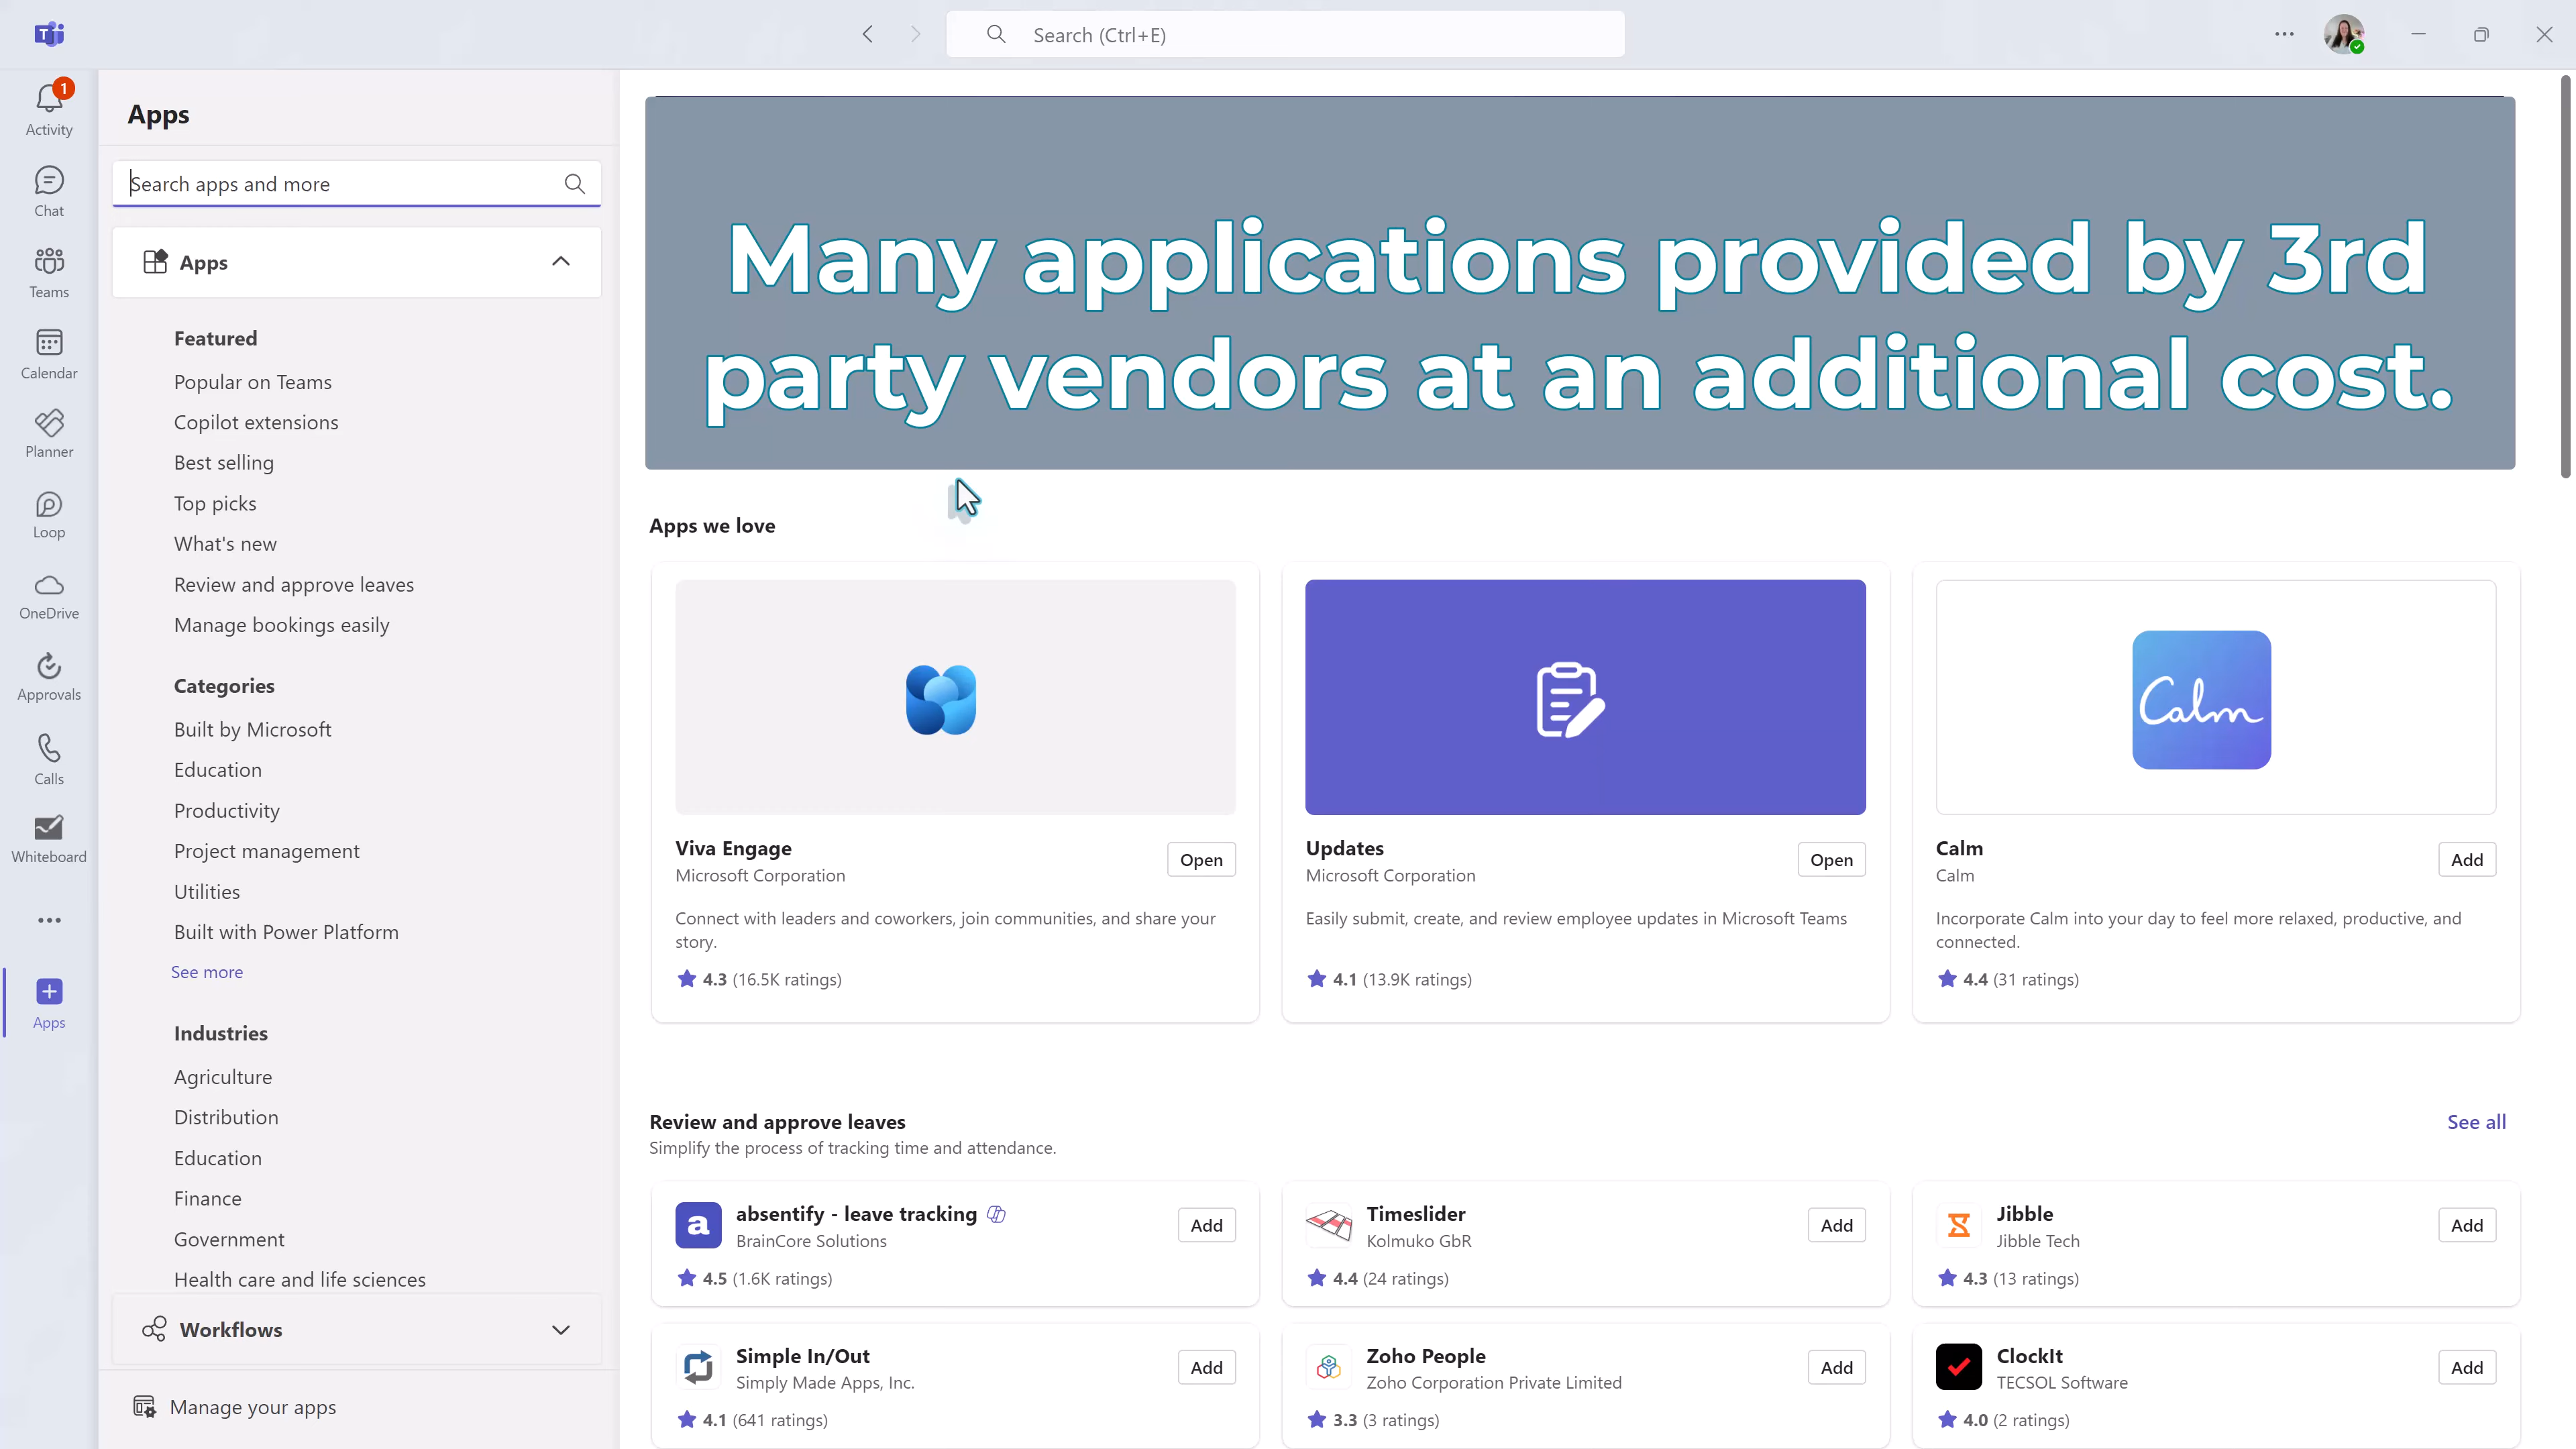 Search (Ctrl+E)
1
Activity
Chat
Teams
Calendar
Planner
Loop
OneDrive
Approvals
Calls
Whiteboard
Apps
Apps
Search apps and more
Apps
Featured
Popular on Teams
Copilot extensions
Best selling
Top picks
What's new
Review and approve leaves
Manage bookings easily
Categories
Built by Microsoft
Education
Productivity
Project management
Utilities
Built with Power Platform
See more
Industries
Agriculture
Distribution
Education
Finance
Government
Health care and life sciences
Workflows
Manage your apps
Many applications provided by 3rd
party vendors at an additional cost.
Apps we love
Viva Engage
Microsoft Corporation
Open
Connect with leaders and coworkers, join communities, and share your
story.
4.3 (16.5K ratings)
Updates
Microsoft Corporation
Open
Easily submit, create, and review employee updates in Microsoft Teams
4.1 (13.9K ratings)
Calm
Calm
Calm
Add
Incorporate Calm into your day to feel more relaxed, productive, and
connected.
4.4 (31 ratings)
Review and approve leaves
See all
Simplify the process of tracking time and attendance.
a
absentify - leave tracking
BrainCore Solutions
Add
4.5 (1.6K ratings)
Timeslider
Kolmuko GbR
Add
4.4 (24 ratings)
Jibble
Jibble Tech
Add
4.3 (13 ratings)
Simple In/Out
Simply Made Apps, Inc.
Add
4.1 (641 ratings)
Zoho People
Zoho Corporation Private Limited
Add
3.3 (3 ratings)
ClockIt
TECSOL Software
Add
4.0 (2 ratings)